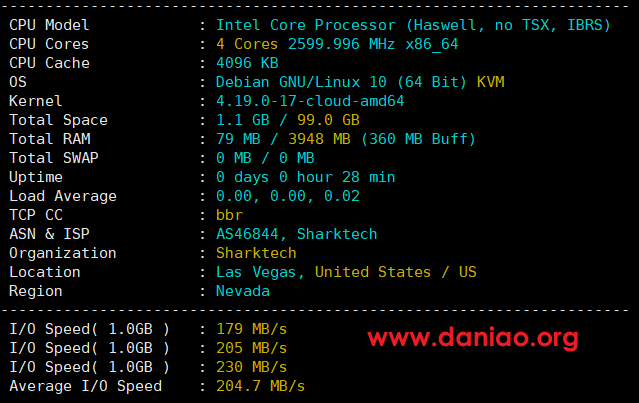 CPU Model : Intel Core Processor (Haswell, no TSX, IBRS)
CPU Cores : 4 Cores 2599.996 MHz x86_64
CPU Cache : 4096 KB
OS : Debian GNU/Linux 10 (64 Bit) KVM
Kernel : 4.19.0-17-cloud-amd64
Total Space : 1.1 GB / 99.0 GB
Total RAM : 79 MB / 3948 MB (360 MB Buff)
Total SWAP : 0 MB / 0 MB
Uptime : 0 days 0 hour 28 min
Load Average : 0.00, 0.00, 0.02
TCP CC : bbr
ASN & ISP : AS46844, Sharktech
Organization : Sharktech
Location : Las Vegas, United States / US
Region : Nevada
I/O Speed( 1.0GB ) : 179 MB/s
I/O Speed( 1.0GB ) : 205 MB/s
I/O Speed( 1.0GB ) : 230 MB/s
Average I/O Speed : 204.7 MB/s
www.daniao.org